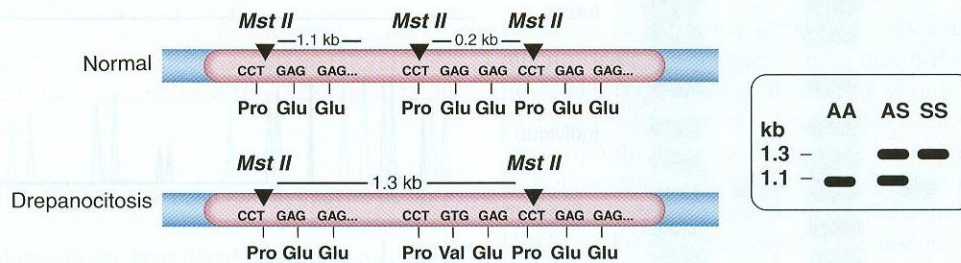 Mst II Mst II Mst II
1.1 kb 0.2 kb
Normal
CCT GAG GAG... CCT GAG GAG CCT GAG GAG...
Pro Glu Glu Pro Glu Glu Pro Glu Glu
Mst II Mst II
1.3 kb
Drepanocitosis
CCT GAG GAG... CCT GTG GAG CCT GAG GAG...
Pro Glu Glu Pro Val Glu Pro Glu Glu
AA AS SS
kb
1.3
1.1